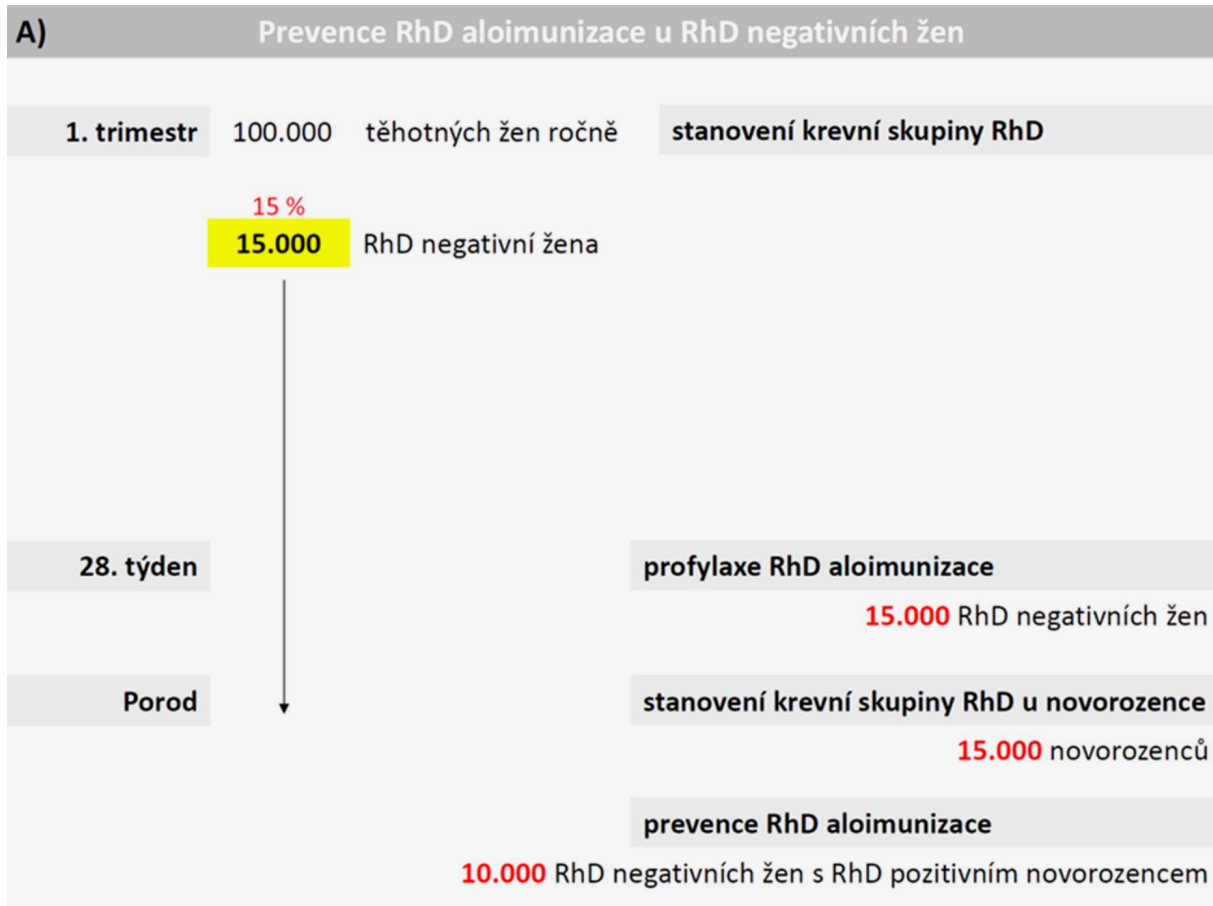 A) Prevence RhD aloimunizace u RhD negativních žen
1. trimestr 100.000 těhotných žen ročně stanovení krevní skupiny RhD
15 %
15.000 RhD negativní žena
28. týden profylaxe RhD aloimunizace
15.000 RhD negativních žen
Porod stanovení krevní skupiny RhD u novorozence
15.000 novorozenců
prevence RhD aloimunizace
10.000 RhD negativních žen s RhD pozitivním novorozencem